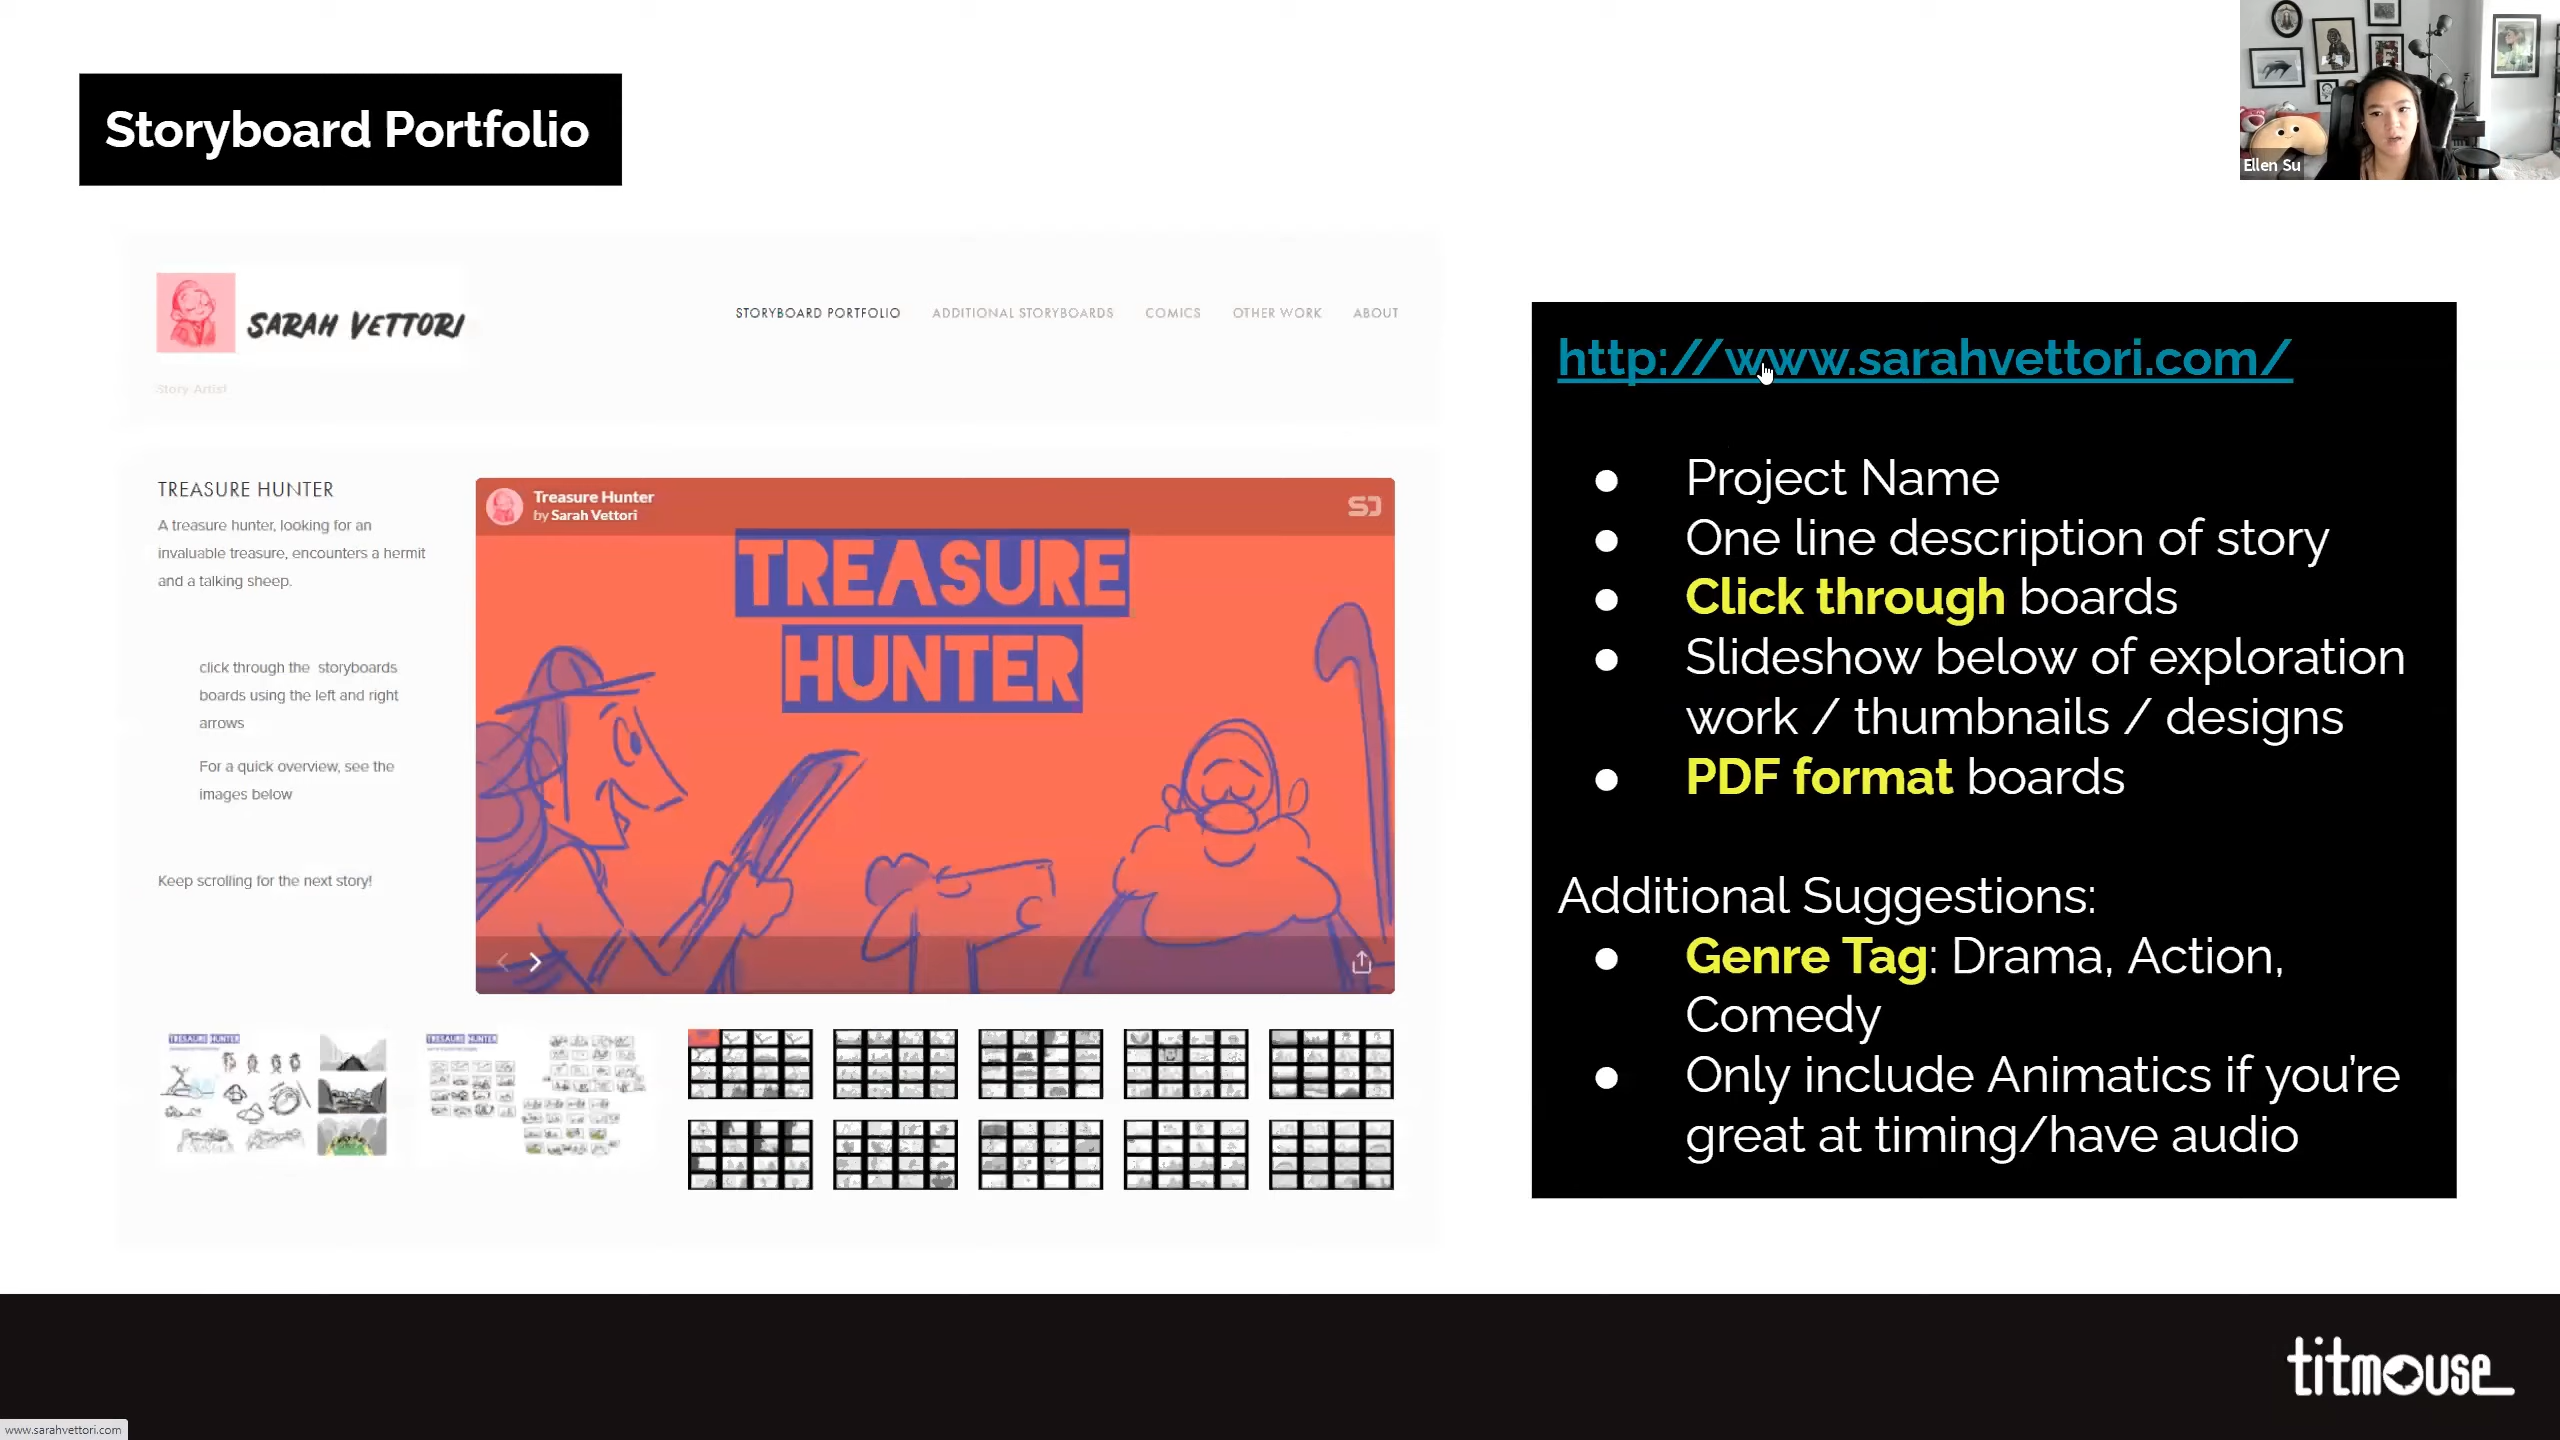 Storyboard Portfolio
Ellen Su
SARAH VETTORI
STORYBOARD PORTFOLIO
ADDITIONAL STORYBOARDS
COMICS
OTHER WORK
ABOUT
Story Artist
TREASURE HUNTER
A treasure hunter, looking for an
invaluable treasure, encounters a hermit
and a talking sheep.
click through the storyboards
boards using the left and right
arrows
For a quick overview, see the
images below
Keep scrolling for the next story!
Treasure Hunter
by Sarah Vettori
SJ
TREASURE
HUNTER
TRESAURE HUNTER
TRESAURE HUNTER
http://www.sarahvettori.com/
● Project Name
● One line description of story
● Click through boards
● Slideshow below of exploration
work / thumbnails / designs
● PDF format boards
Additional Suggestions:
● Genre Tag: Drama, Action,
Comedy
● Only include Animatics if you're
great at timing/have audio
titmouse
www.sarahvettori.com